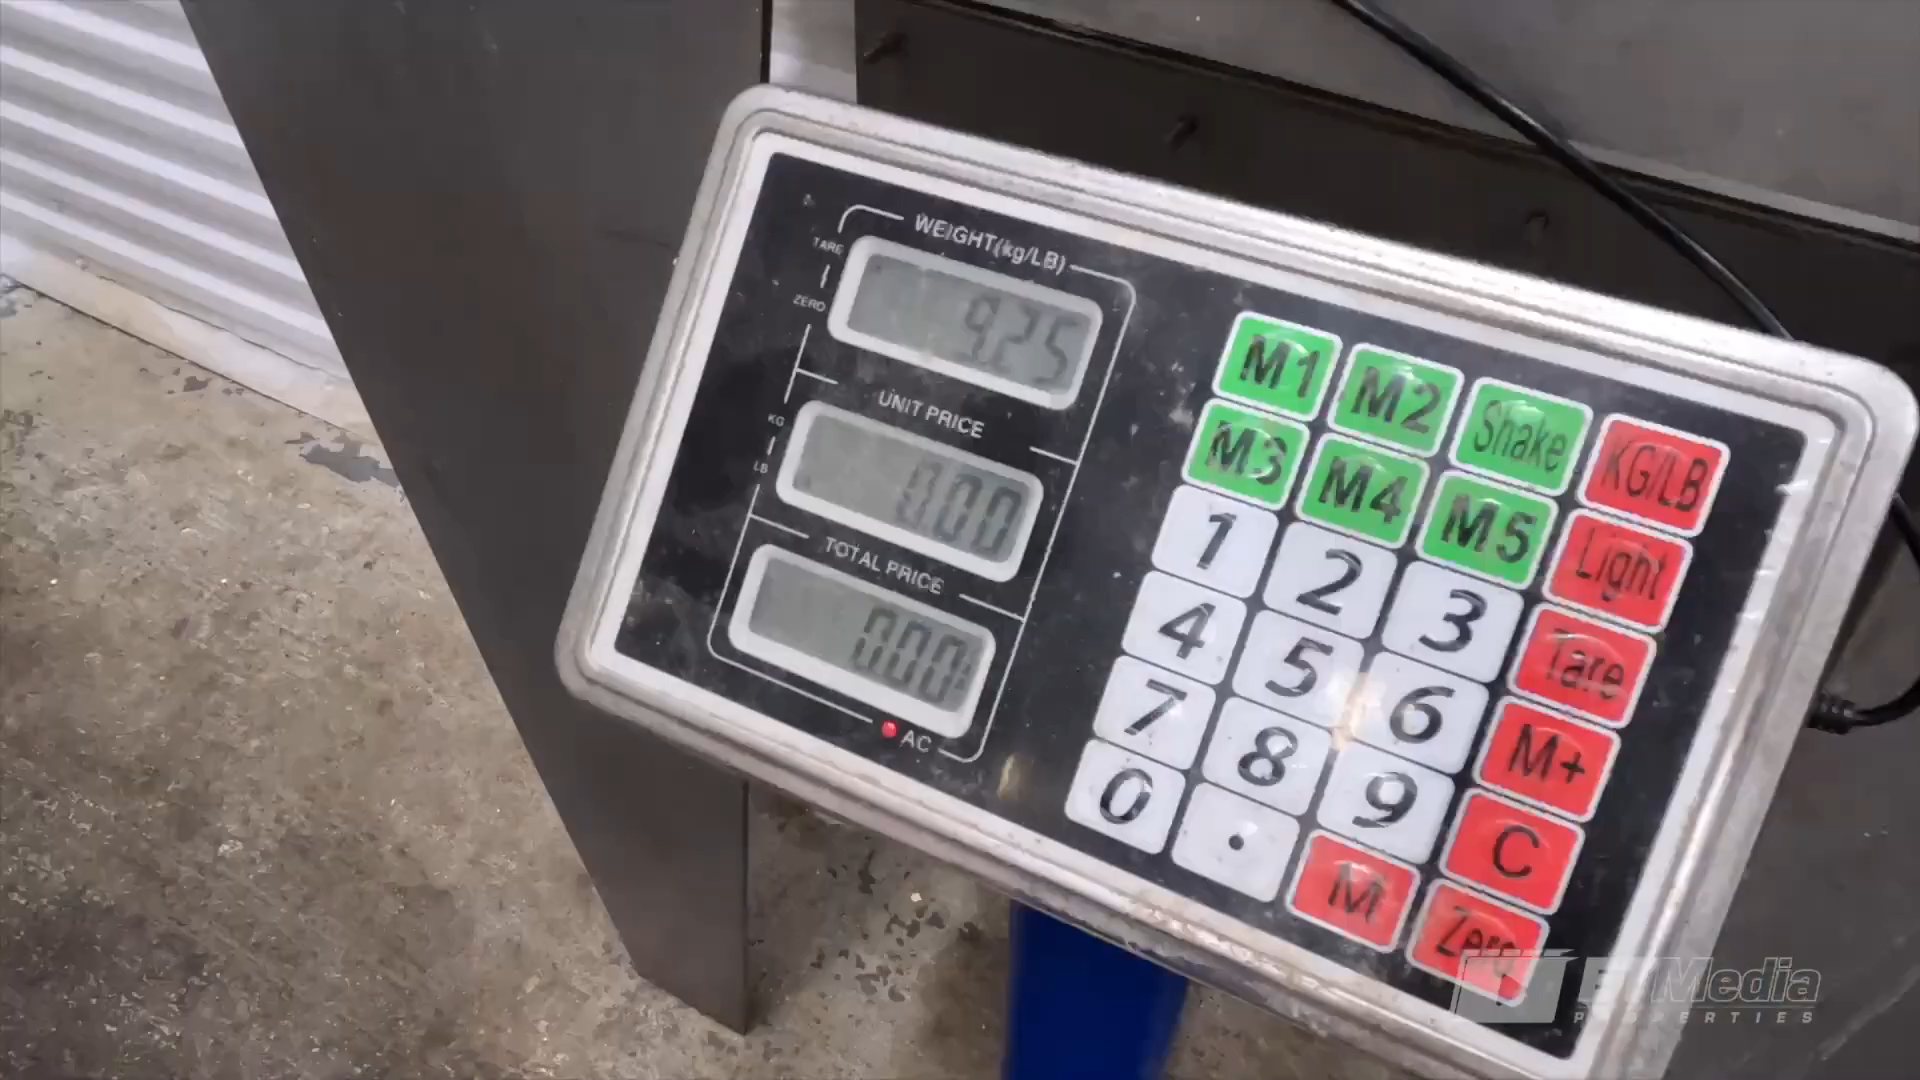 WEIGHT(kg/LB)
TARE
ZERO
9.25
UNIT PRICE
KG
LB
0.00
TOTAL PRICE
0.00
AC
M1 M2 Shake KG/LB
M3 M4 M5 Light
1 2 3 Tare
4 5 6 M+
7 8 9 C
0 . M Zero
Media
PROPERTIES